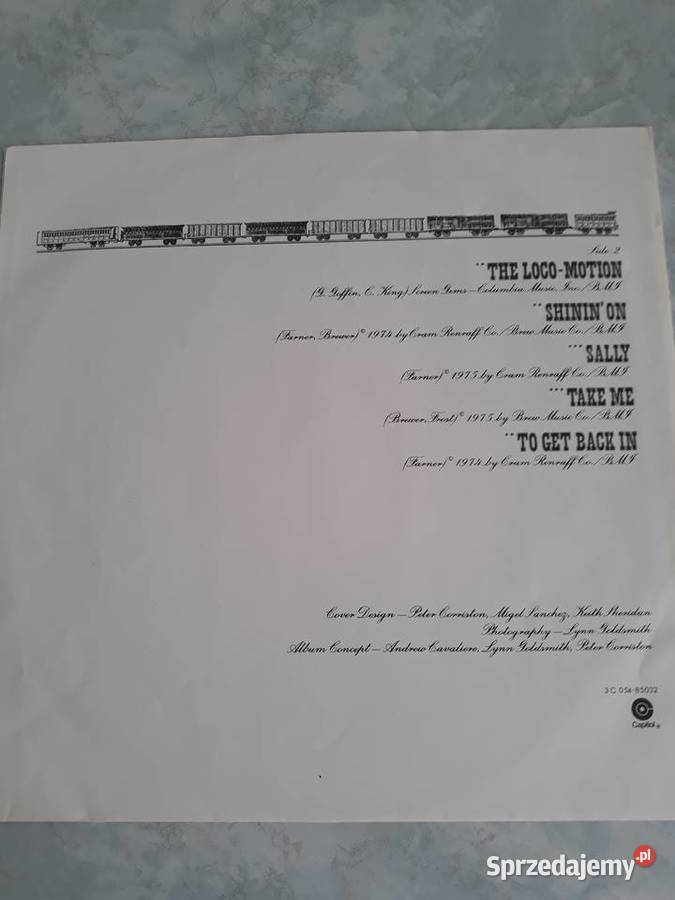 Side 2
··THE LOCO-MOTION
(G. Goffin, C. King) Screen Gems—Columbia Music, Inc./BMI
··SHININ' ON
(Farner, Brewer)© 1974 by Cram Renraff Co./Brew Music Co./BMI
···SALLY
(Farner)© 1975 by Cram Renraff Co./BMI
···TAKE ME
(Brewer, Frost)© 1975 by Brew Music Co./BMI
··TO GET BACK IN
(Farner)© 1974 by Cram Renraff Co./BMI
Cover Design—Peter Corriston, Migel Sanchez, Keith Sheridan
Photography—Lynn Goldsmith
Album Concept—Andrew Cavaliere, Lynn Goldsmith, Peter Corriston
3C 054-85032
Capitol®
Sprzedajemy.pl